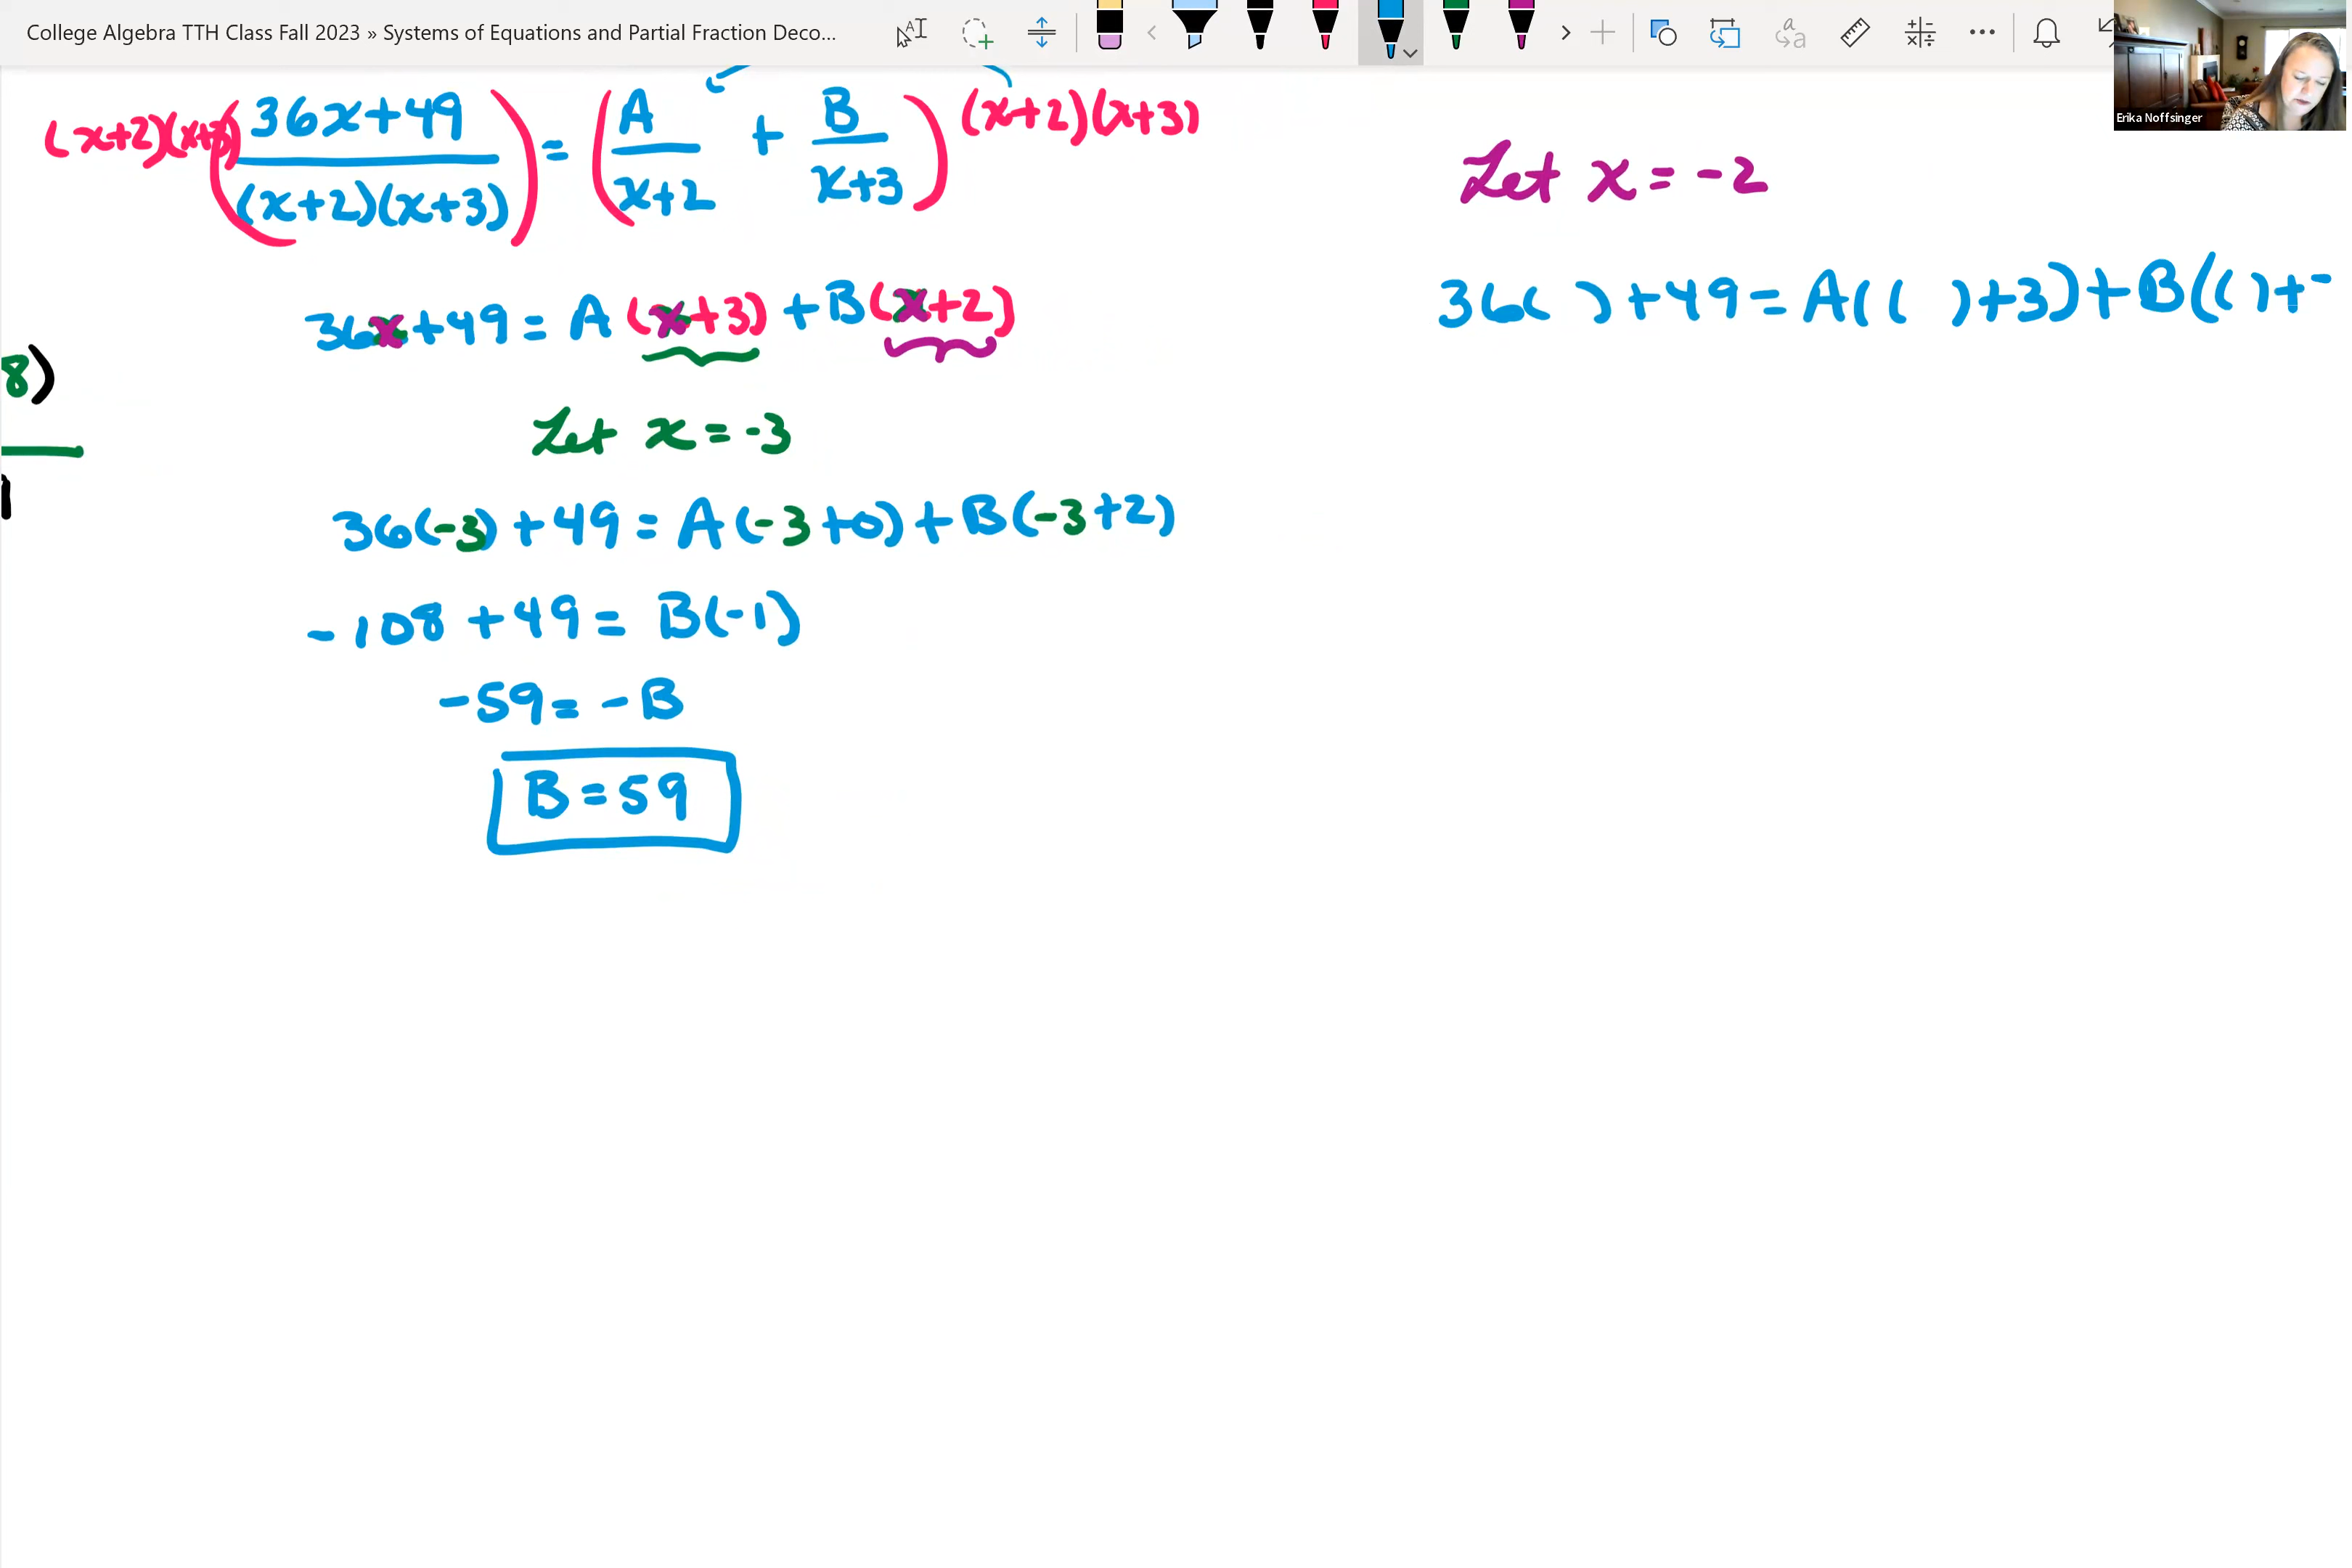 College Algebra TTH Class Fall 2023 » Systems of Equations and Partial Fraction Deco...
Erika Noffsinger
(x+2)(x+3)(36x+49/(x+2)(x+3)) = (A/x+2 + B/x+3)(x+2)(x+3)
36x+49 = A(x+3)+B(x+2)
8)
Let x=-3
1
36(-3)+49 = A(-3+0)+B(-3+2)
-108+49 = B(-1)
-59 = -B
B=59
Let x=-2
36( )+49 = A(( )+3)+B(( )+